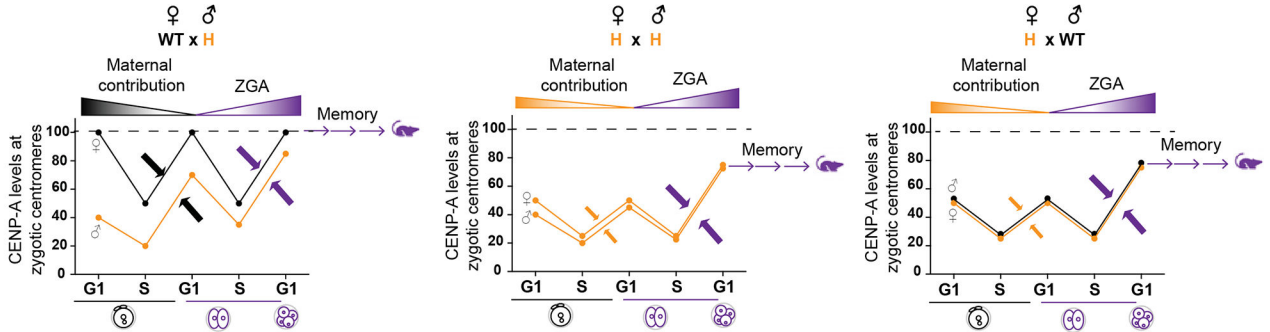 ♀ ♂
WT x H
Maternal
contribution
ZGA
Memory
CENP-A levels at
zygotic centromeres
100
80
60
40
20
0
♀
♂
G1 S G1 S G1
♀ ♂
H x H
Maternal
contribution
ZGA
Memory
CENP-A levels at
zygotic centromeres
100
80
60
40
20
0
♀
♂
G1 S G1 S G1
♀ ♂
H x WT
Maternal
contribution
ZGA
Memory
CENP-A levels at
zygotic centromeres
100
80
60
40
20
0
♂
♀
G1 S G1 S G1